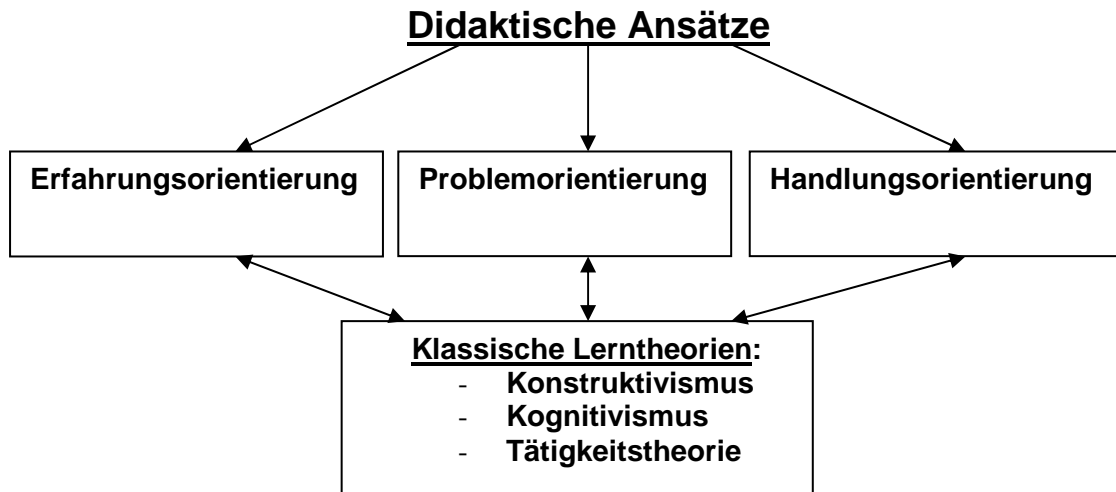 Didaktische Ansätze
Erfahrungsorientierung
Problemorientierung
Handlungsorientierung
Klassische Lerntheorien:
- Konstruktivismus
- Kognitivismus
- Tätigkeitstheorie